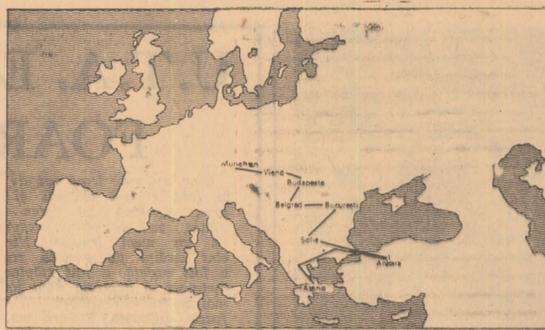 Munchen
Viena
Budapesta
Belgrad
Bucuresti
Sofia
Ankara
Atena